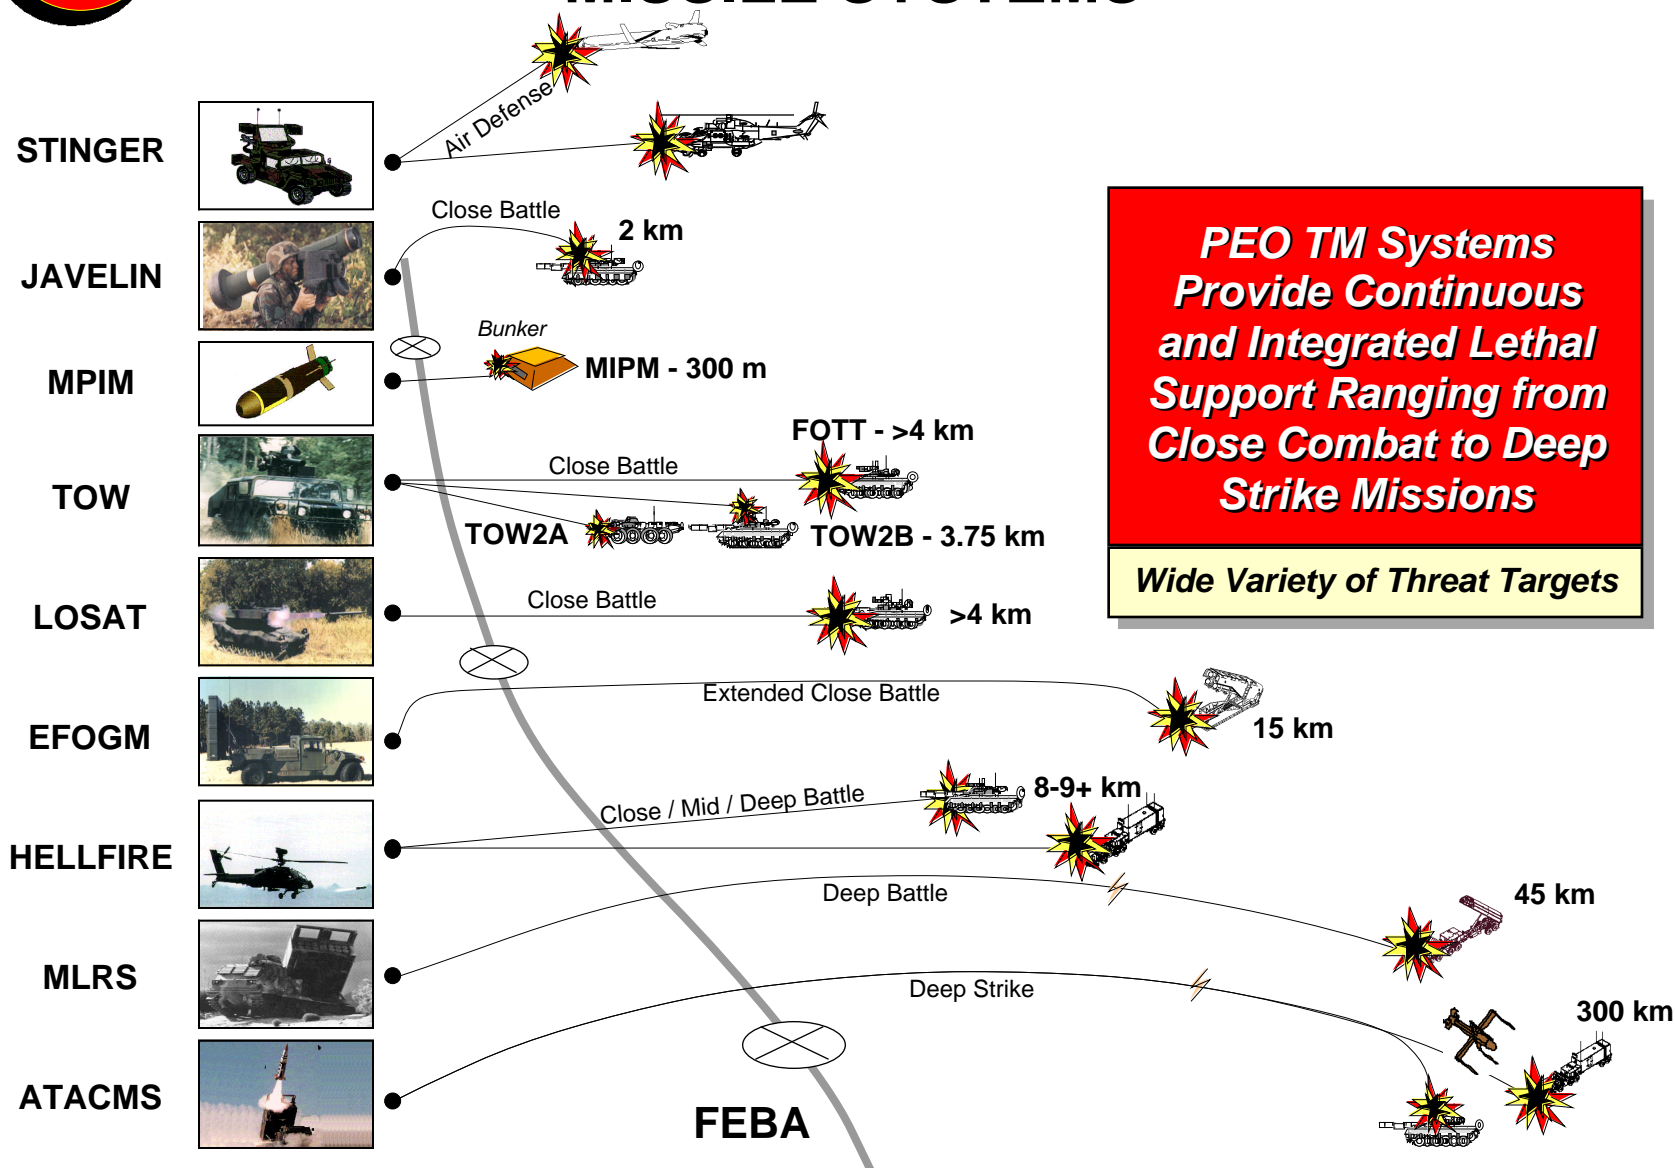 MISSILE SYSTEMS
STINGER
Air Defense
JAVELIN
Close Battle
2 km
MPIM
Bunker
MIPM - 300 m
TOW
Close Battle
FOTT - >4 km
TOW2A
TOW2B - 3.75 km
LOSAT
Close Battle
>4 km
EFOGM
Extended Close Battle
15 km
HELLFIRE
Close / Mid / Deep Battle
8-9+ km
MLRS
Deep Battle
45 km
ATACMS
Deep Strike
300 km
FEBA
PEO TM Systems
Provide Continuous
and Integrated Lethal
Support Ranging from
Close Combat to Deep
Strike Missions
Wide Variety of Threat Targets